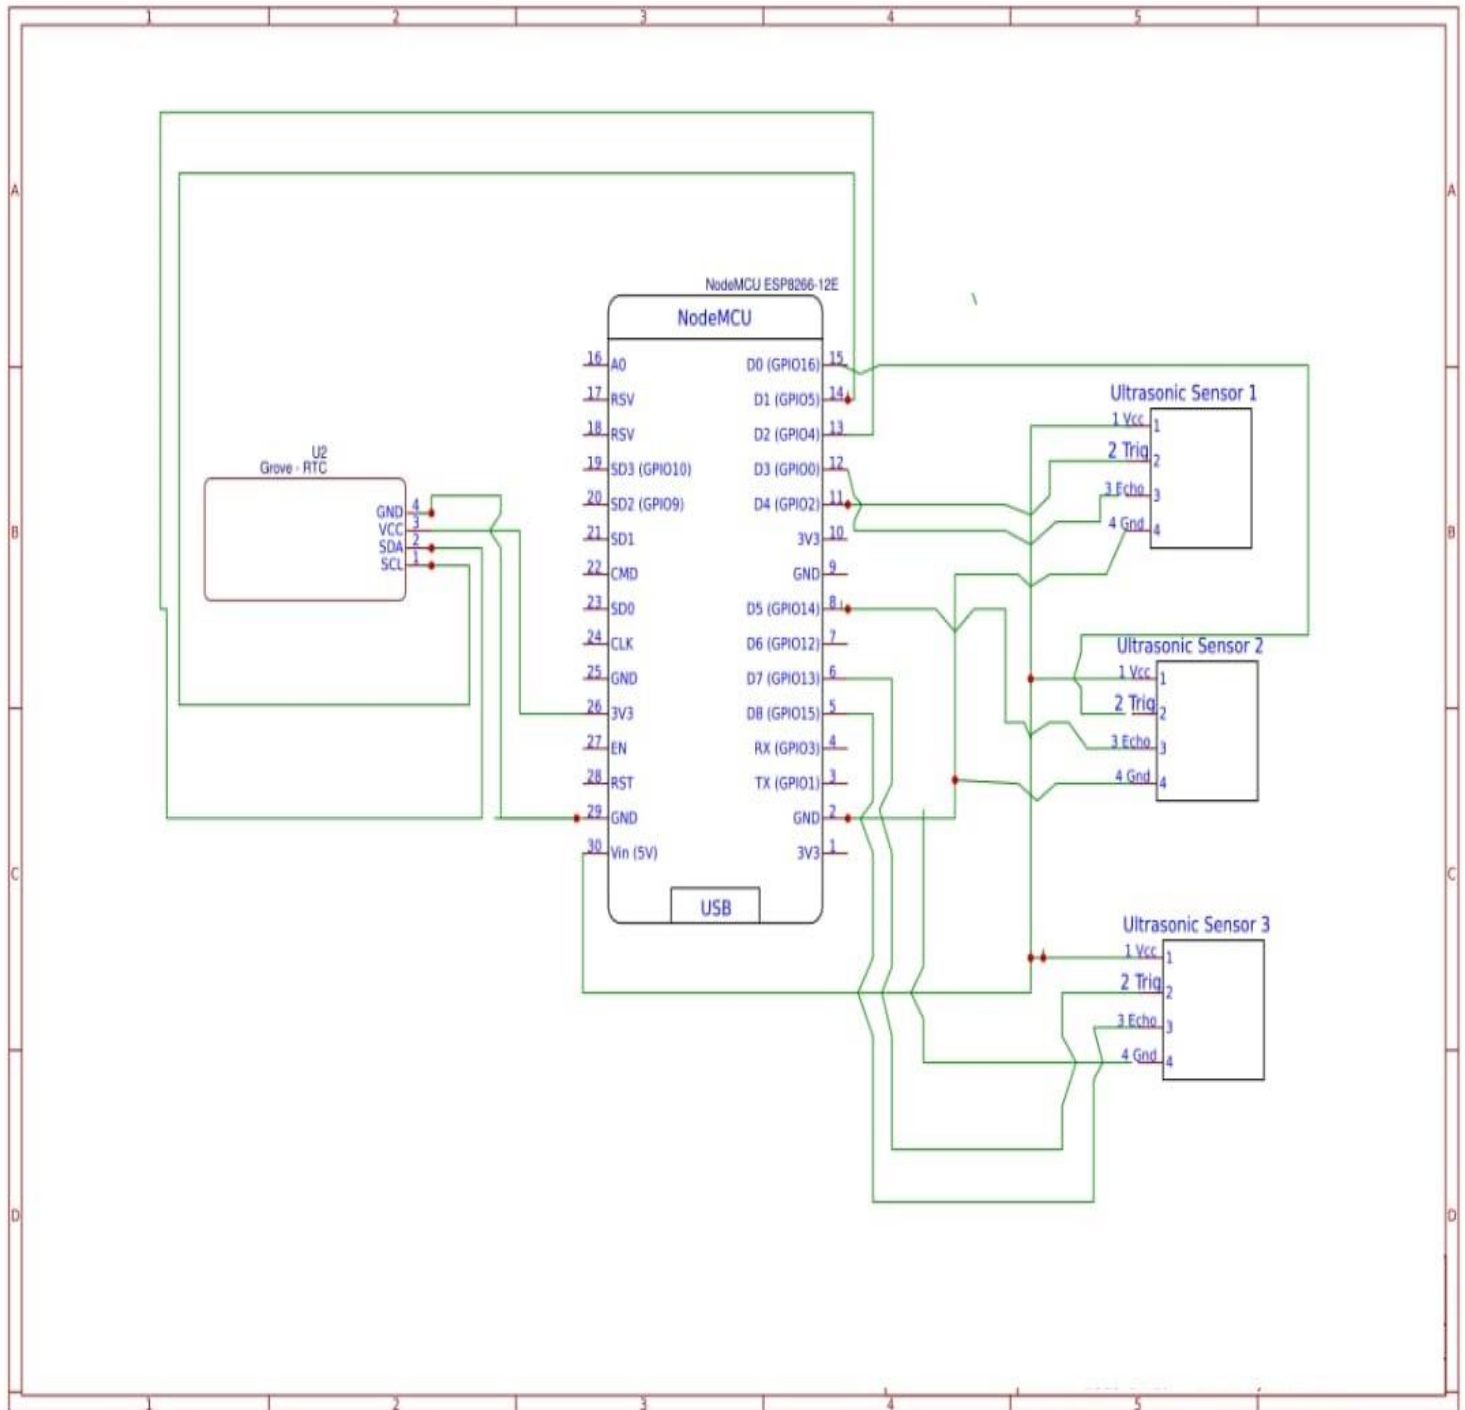 1 2 3 4 5
A A
NodeMCU ESP8266-12E
NodeMCU
16 A0 D0 (GPIO16) 15
17 RSV D1 (GPIO5) 14
18 RSV D2 (GPIO4) 13
19 SD3 (GPIO10) D3 (GPIO0) 12
20 SD2 (GPIO9) D4 (GPIO2) 11
21 SD1 3V3 10
22 CMD GND 9
23 SD0 D5 (GPIO14) 8
24 CLK D6 (GPIO12) 7
25 GND D7 (GPIO13) 6
26 3V3 D8 (GPIO15) 5
27 EN RX (GPIO3) 4
28 RST TX (GPIO1) 3
29 GND GND 2
30 Vin (5V) 3V3 1
USB
U2
Grove - RTC
GND 4
VCC 3
SDA 2
SCL 1
B B
Ultrasonic Sensor 1
1 Vcc 1
2 Trig 2
3 Echo 3
4 Gnd 4
Ultrasonic Sensor 2
1 Vcc 1
2 Trig 2
3 Echo 3
4 Gnd 4
C C
Ultrasonic Sensor 3
1 Vcc 1
2 Trig 2
3 Echo 3
4 Gnd 4
D D
1 2 3 4 5